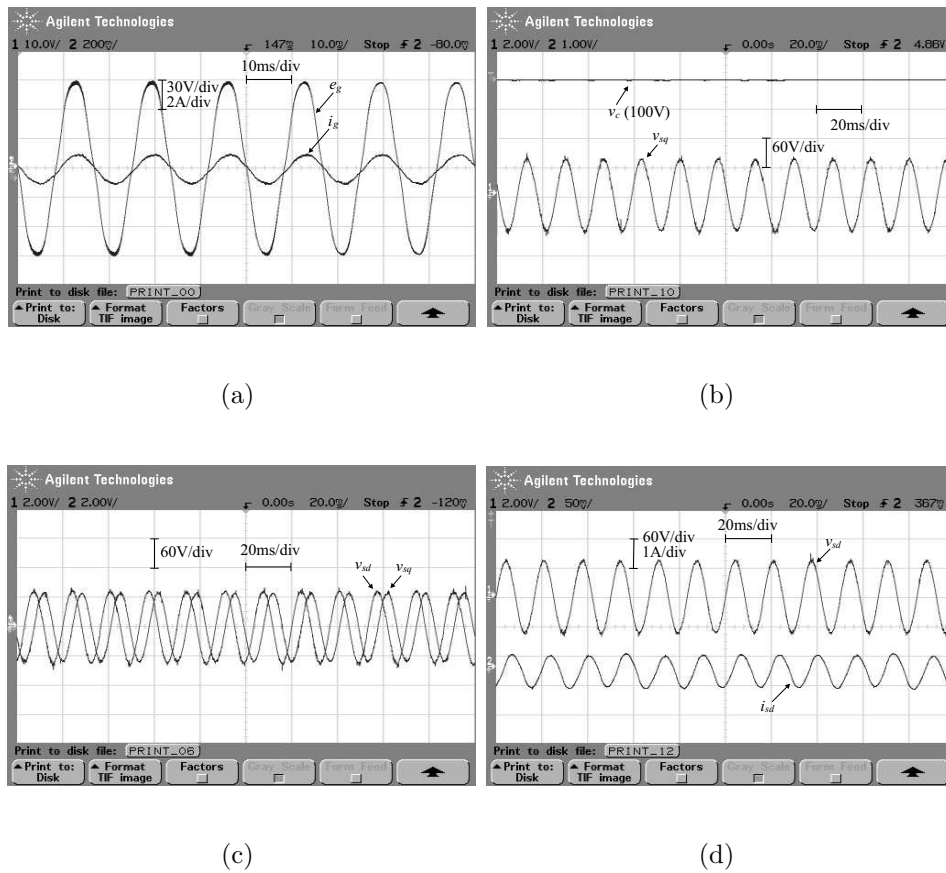 Agilent Technologies
1 10.0V/ 2 200mV/ 147ms 10.0ms/ Stop 2 -80.0mV
10ms/div
30V/div
2A/div
e_g
i_g
Print to disk file: PRINT_00
Print to: Disk
Format TIF image
Factors
Gray Scale
Form Feed
(a)
Agilent Technologies
1 2.00V/ 2 1.00V/ 0.00s 20.0ms/ Stop 2 4.86V
v_c (100V)
20ms/div
v_sq
60V/div
Print to disk file: PRINT_10
Print to: Disk
Format TIF image
Factors
Gray Scale
Form Feed
(b)
Agilent Technologies
1 2.00V/ 2 2.00V/ 0.00s 20.0ms/ Stop 2 -120mV
60V/div
20ms/div
v_sd
v_sq
Print to disk file: PRINT_06
Print to: Disk
Format TIF image
Factors
Gray Scale
Form Feed
(c)
Agilent Technologies
1 2.00V/ 2 50mV/ 0.00s 20.0ms/ Stop 2 367mV
20ms/div
60V/div
1A/div
v_sd
i_sd
Print to disk file: PRINT_12
Print to: Disk
Format TIF image
Factors
Gray Scale
Form Feed
(d)